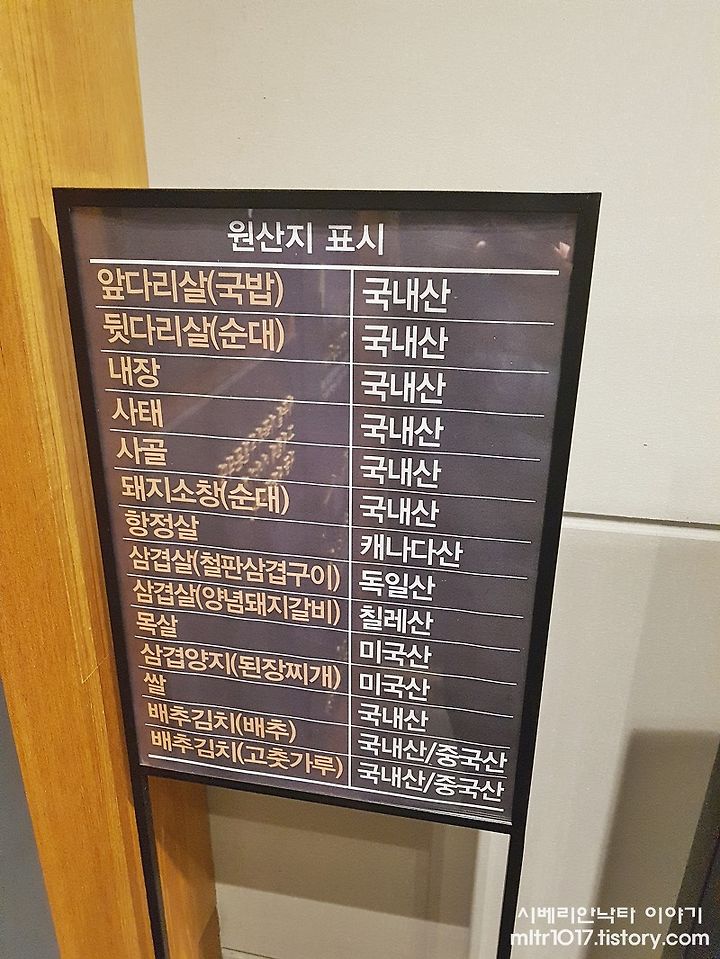 원산지 표시
앞다리살(국밥) 국내산
뒷다리살(순대) 국내산
내장 국내산
사태 국내산
사골 국내산
돼지소창(순대) 국내산
항정살 캐나다산
삼겹살(철판삼겹구이) 독일산
삼겹살(양념돼지갈비) 칠레산
목살 미국산
삼겹양지(된장찌개) 미국산
쌀 국내산
배추김치(배추) 국내산/중국산
배추김치(고춧가루) 국내산/중국산
시베리안낙타 이야기
mltr1017.tistory.com